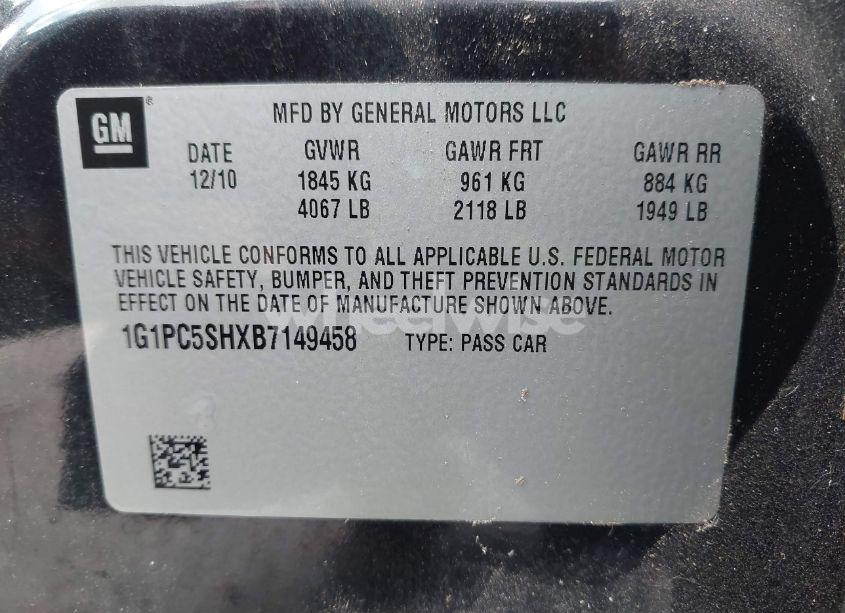 GM®
MFD BY GENERAL MOTORS LLC
DATE GVWR GAWR FRT GAWR RR
12/10 1845 KG 961 KG 884 KG
4067 LB 2118 LB 1949 LB
THIS VEHICLE CONFORMS TO ALL APPLICABLE U.S. FEDERAL MOTOR
VEHICLE SAFETY, BUMPER, AND THEFT PREVENTION STANDARDS IN
EFFECT ON THE DATE OF MANUFACTURE SHOWN ABOVE.
wheelwise
1G1PC5SHXB7149458 TYPE: PASS CAR